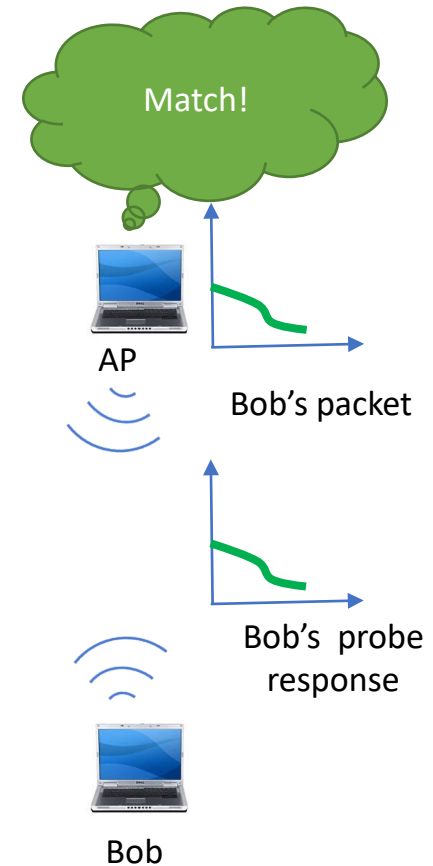 Match!
AP
Bob’s packet
Bob’s probe
response
Bob